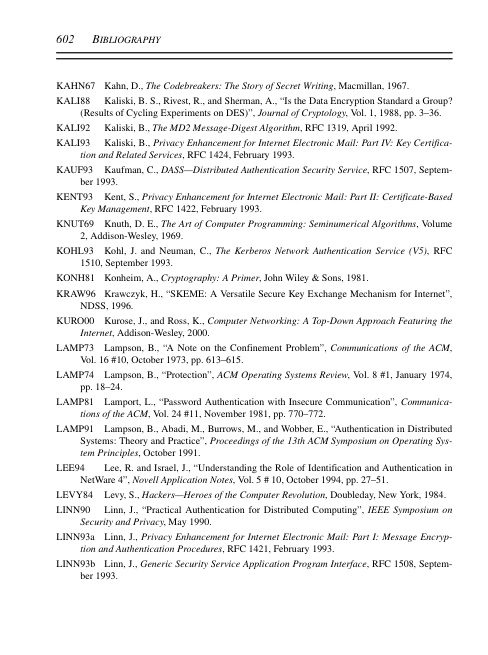 602 BIBLIOGRAPHY
KAHN67 Kahn, D., The Codebreakers: The Story of Secret Writing, Macmillan, 1967.
KALI88 Kaliski, B. S., Rivest, R., and Sherman, A., “Is the Data Encryption Standard a Group?
(Results of Cycling Experiments on DES)”, Journal of Cryptology, Vol. 1, 1988, pp. 3–36.
KALI92 Kaliski, B., The MD2 Message-Digest Algorithm, RFC 1319, April 1992.
KALI93 Kaliski, B., Privacy Enhancement for Internet Electronic Mail: Part IV: Key Certifica-
tion and Related Services, RFC 1424, February 1993.
KAUF93 Kaufman, C., DASS—Distributed Authentication Security Service, RFC 1507, Septem-
ber 1993.
KENT93 Kent, S., Privacy Enhancement for Internet Electronic Mail: Part II: Certificate-Based
Key Management, RFC 1422, February 1993.
KNUT69 Knuth, D. E., The Art of Computer Programming: Seminumerical Algorithms, Volume
2, Addison-Wesley, 1969.
KOHL93 Kohl, J. and Neuman, C., The Kerberos Network Authentication Service (V5), RFC
1510, September 1993.
KONH81 Konheim, A., Cryptography: A Primer, John Wiley & Sons, 1981.
KRAW96 Krawczyk, H., “SKEME: A Versatile Secure Key Exchange Mechanism for Internet”,
NDSS, 1996.
KURO00 Kurose, J., and Ross, K., Computer Networking: A Top-Down Approach Featuring the
Internet, Addison-Wesley, 2000.
LAMP73 Lampson, B., “A Note on the Confinement Problem”, Communications of the ACM,
Vol. 16 #10, October 1973, pp. 613–615.
LAMP74 Lampson, B., “Protection”, ACM Operating Systems Review, Vol. 8 #1, January 1974,
pp. 18–24.
LAMP81 Lamport, L., “Password Authentication with Insecure Communication”, Communica-
tions of the ACM, Vol. 24 #11, November 1981, pp. 770–772.
LAMP91 Lampson, B., Abadi, M., Burrows, M., and Wobber, E., “Authentication in Distributed
Systems: Theory and Practice”, Proceedings of the 13th ACM Symposium on Operating Sys-
tem Principles, October 1991.
LEE94 Lee, R. and Israel, J., “Understanding the Role of Identification and Authentication in
NetWare 4”, Novell Application Notes, Vol. 5 # 10, October 1994, pp. 27–51.
LEVY84 Levy, S., Hackers—Heroes of the Computer Revolution, Doubleday, New York, 1984.
LINN90 Linn, J., “Practical Authentication for Distributed Computing”, IEEE Symposium on
Security and Privacy, May 1990.
LINN93a Linn, J., Privacy Enhancement for Internet Electronic Mail: Part I: Message Encryp-
tion and Authentication Procedures, RFC 1421, February 1993.
LINN93b Linn, J., Generic Security Service Application Program Interface, RFC 1508, Septem-
ber 1993.